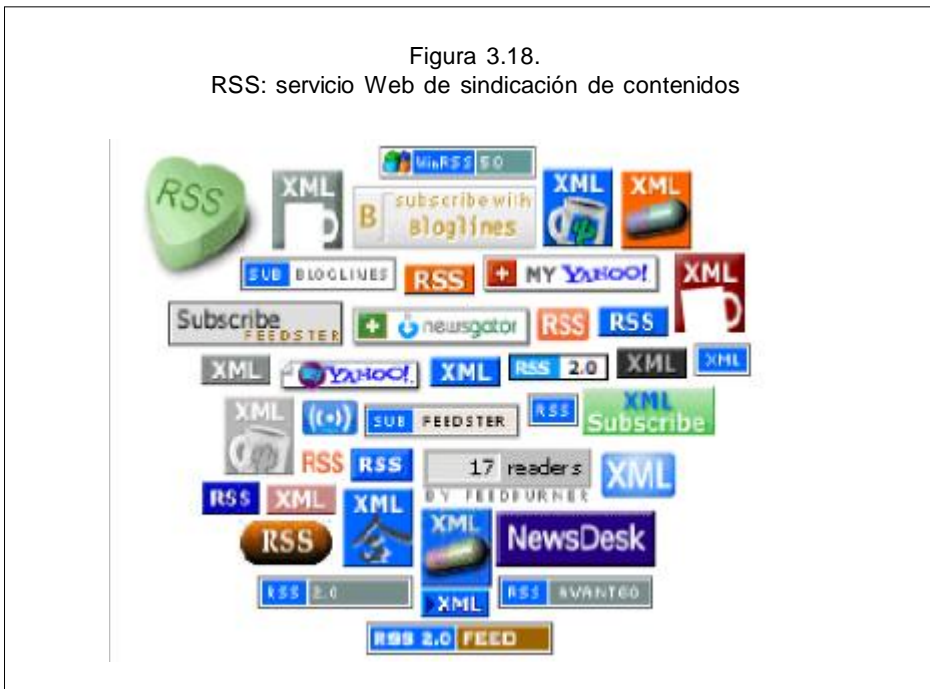 Figura 3.18.
RSS: servicio Web de sindicación de contenidos
WinRSS 5.0
RSS
XML
B subscribe with
Bloglines
XML
XML
SUB BLOGLINES
RSS
+ MY YAHOO!
XML
Subscribe
FEEDSTER
+ newsgator
RSS
RSS
XML
MY YAHOO!
XML
RSS 2.0
XML
XML
XML
((•))
SUB FEEDSTER
RSS
XML
Subscribe
RSS
RSS
17 readers
BY FEEDBURNER
XML
RSS
XML
XML
RSS
XML
NewsDesk
RSS 2.0
XML
RSS AVANTGO
RSS 2.0 FEED